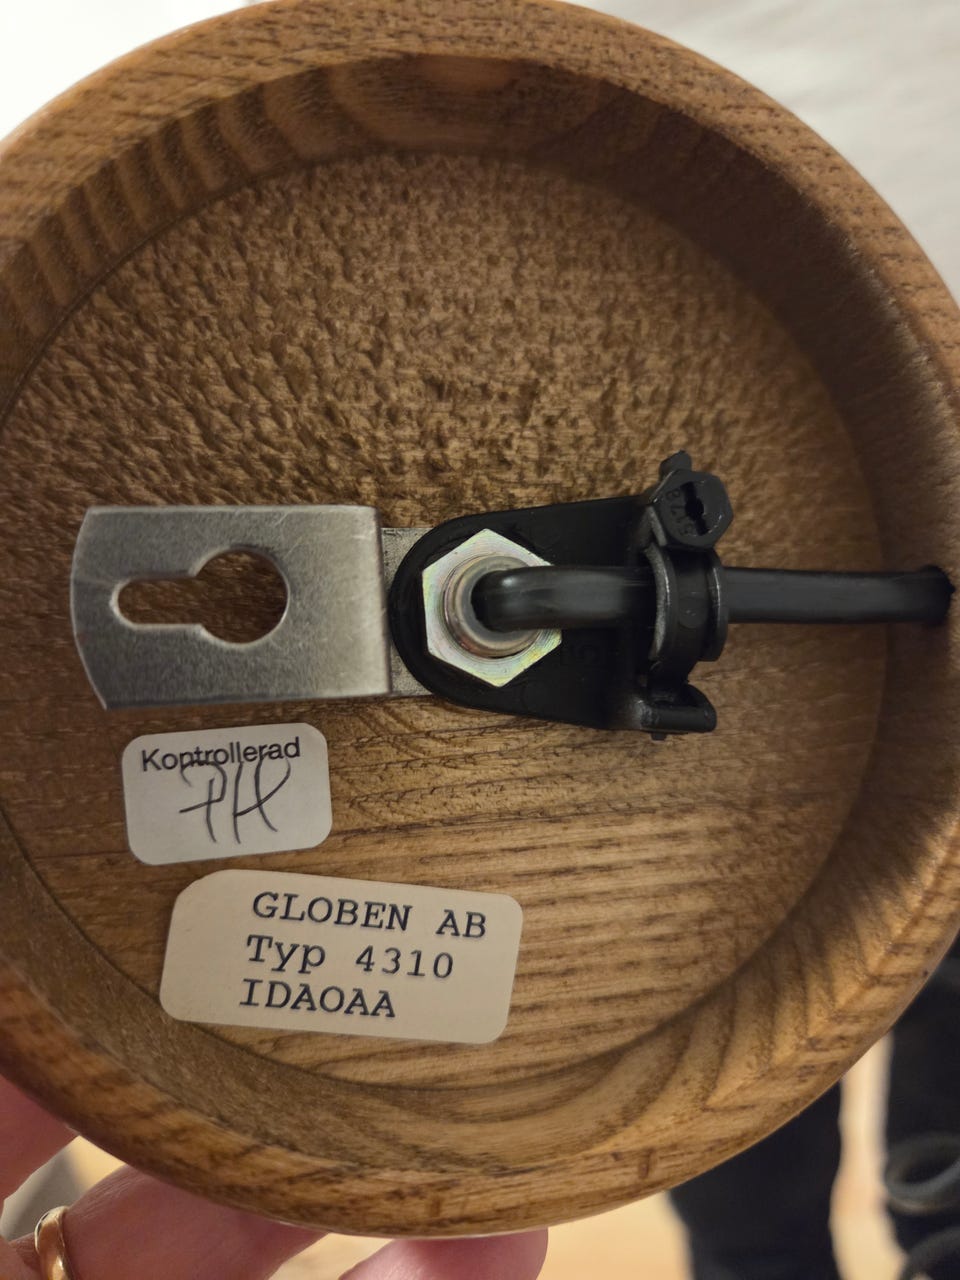 Kontrollerad
GLOBEN AB
Typ 4310
IDAOAA